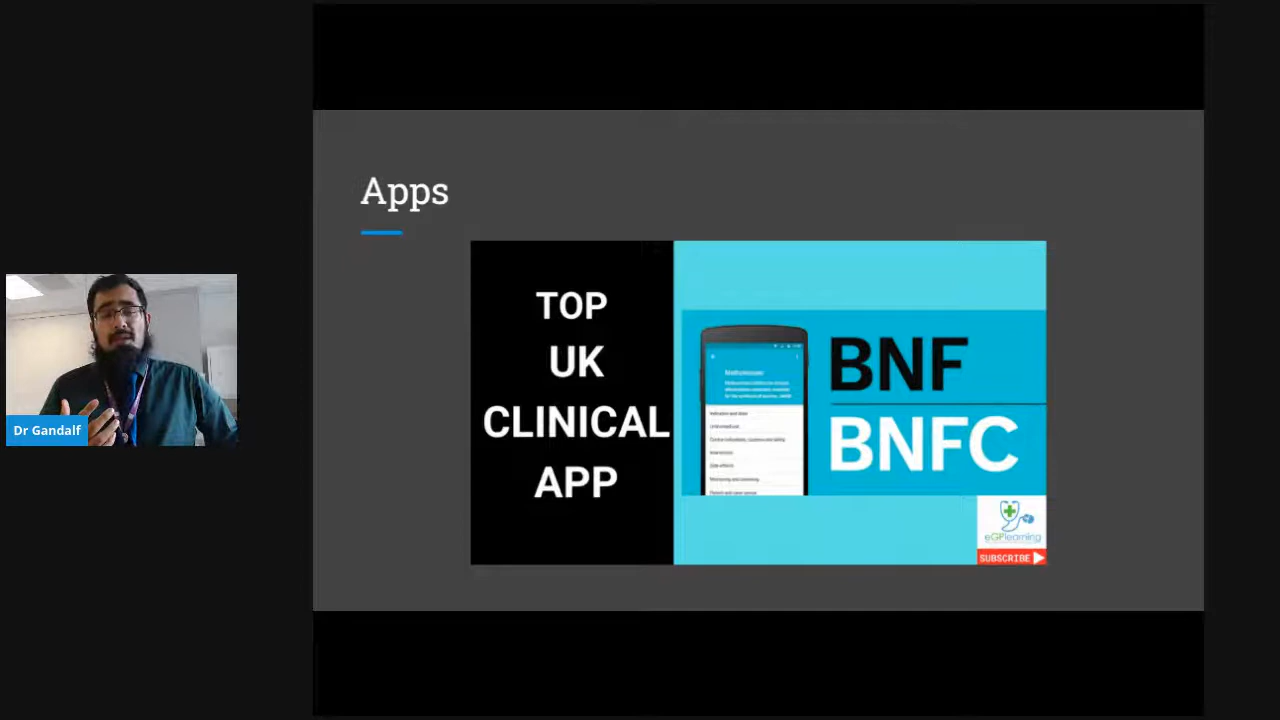 Apps
TOP
UK
CLINICAL
APP
BNF
BNFC
eGPlearning
SUBSCRIBE
Dr Gandalf